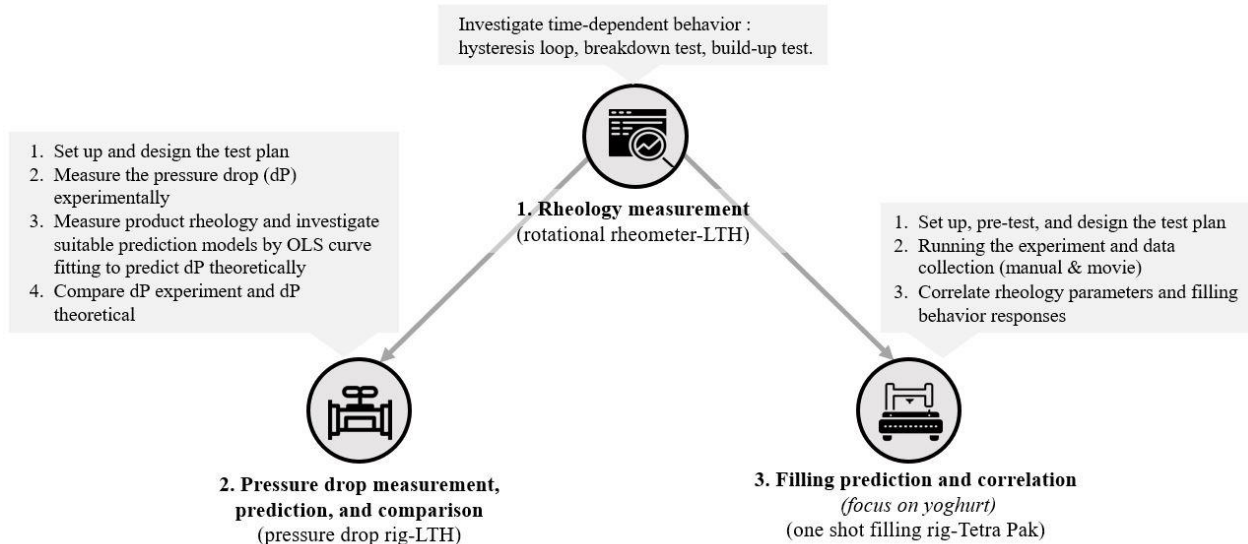 Investigate time-dependent behavior :
hysteresis loop, breakdown test, build-up test.
1. Rheology measurement
(rotational rheometer-LTH)
1. Set up and design the test plan
2. Measure the pressure drop (dP)
experimentally
3. Measure product rheology and investigate
suitable prediction models by OLS curve
fitting to predict dP theoretically
4. Compare dP experiment and dP
theoretical
2. Pressure drop measurement,
prediction, and comparison
(pressure drop rig-LTH)
1. Set up, pre-test, and design the test plan
2. Running the experiment and data
collection (manual & movie)
3. Correlate rheology parameters and filling
behavior responses
3. Filling prediction and correlation
(focus on yoghurt)
(one shot filling rig-Tetra Pak)